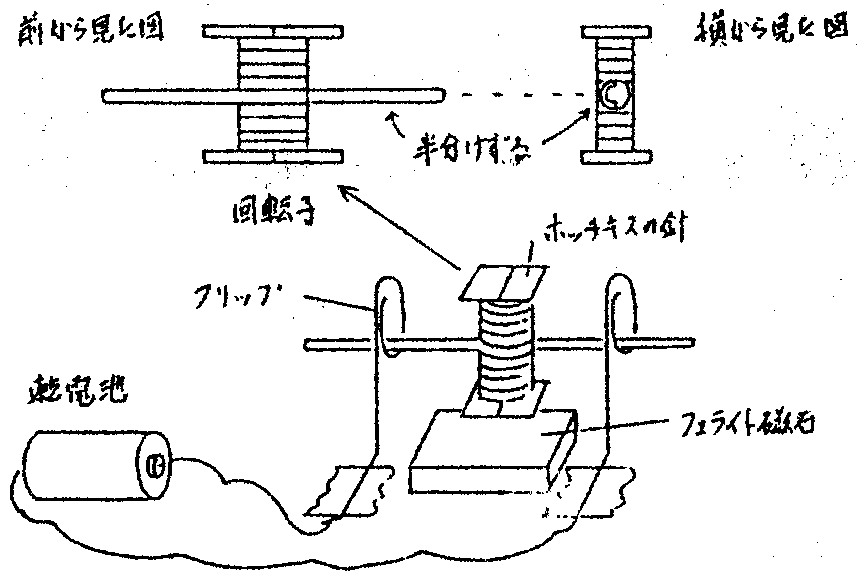 前から見た図
横から見た図
半分けずる
回転子
ホッチキスの針
クリップ
乾電池
フェライト磁石